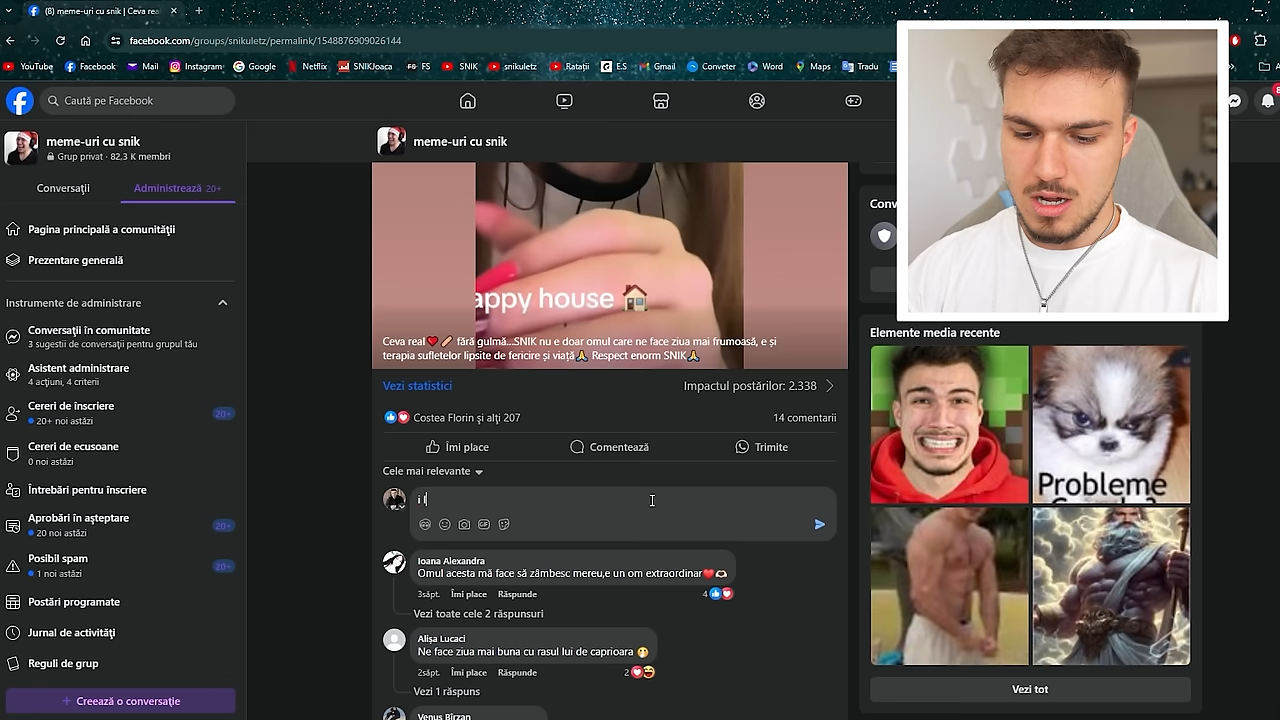 (8) meme-uri cu snik | Ceva rea
facebook.com/groups/snikuletz/permalink/1548876909026144
YouTube
Facebook
Mail
Instagram
Google
Netflix
SNIKJoaca
FS
SNIK
snikuletz
Ratații
E.S
Gmail
Conveter
Word
Maps
Tradu
Caută pe Facebook
meme-uri cu snik
Grup privat · 82.3 K membri
Conversații
Administrează 20+
Pagina principală a comunității
Prezentare generală
Instrumente de administrare
Conversații în comunitate
3 sugestii de conversații pentru grupul tău
Asistent administrare
4 acțiuni, 4 criterii
Cereri de înscriere
20+ noi astăzi
20+
Cereri de ecusoane
0 noi astăzi
Întrebări pentru înscriere
Aprobări în așteptare
20 noi astăzi
20+
Posibil spam
1 noi astăzi
20+
Postări programate
Jurnal de activități
Reguli de grup
+ Creează o conversație
meme-uri cu snik
appy house 🏠
Ceva real❤️🥖 fără gulmă...SNIK nu e doar omul care ne face ziua mai frumoasă, e și
terapia sufletelor lipsite de fericire și viață🙏 Respect enorm SNIK🙏
Vezi statistici
Impactul postărilor: 2.338
Costea Florin și alți 207
14 comentarii
Îmi place
Comentează
Trimite
Cele mai relevante
Ioana Alexandra
Omul acesta mă face să zâmbesc mereu,e un om extraordinar❤️🫶
3săpt. Îmi place Răspunde 4
Vezi toate cele 2 răspunsuri
Alișa Lucaci
Ne face ziua mai buna cu rasul lui de caprioara 🤭
2săpt. Îmi place Răspunde 2
Vezi 1 răspuns
Venus Bîrzan
Conv
Elemente media recente
Probleme
Vezi tot